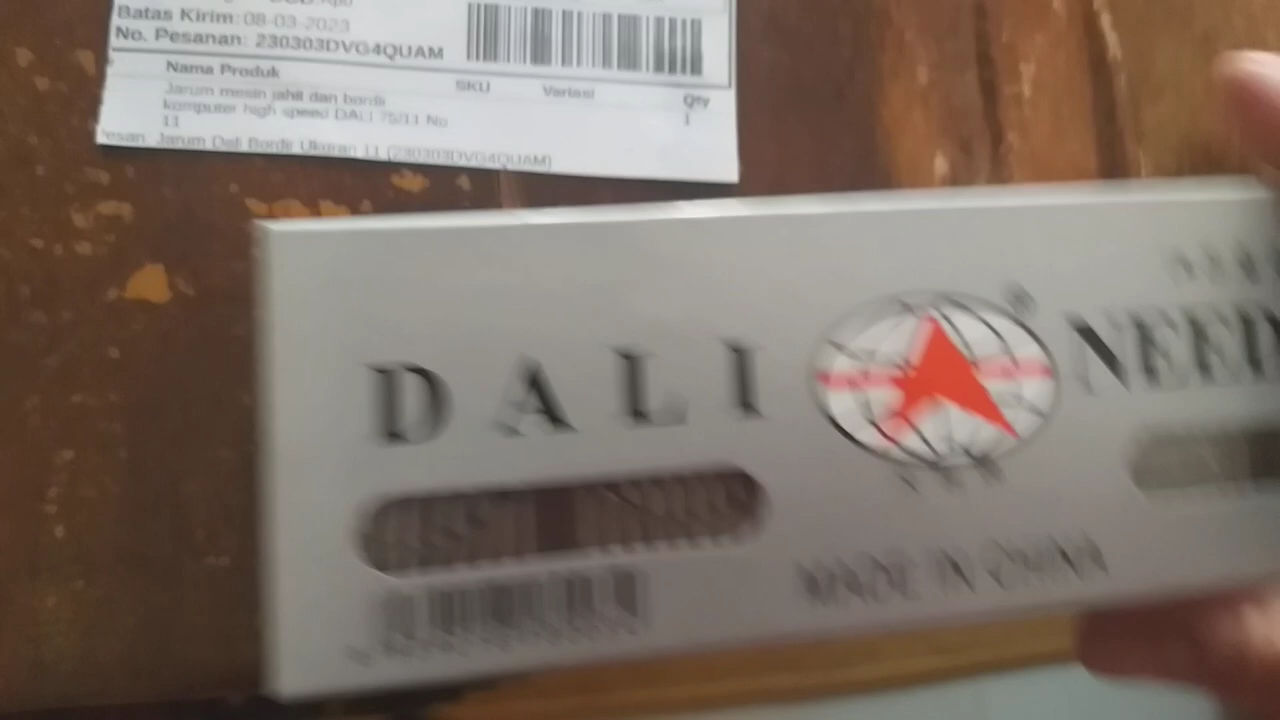 Batas Kirim: 08-03-2023
No. Pesanan: 230303DVG4QUAM
Nama Produk SKU Variasi Qty
Jarum mesin jahit dan bordir 1
komputer high speed DALI 75/11 No
11
Pesan: Jarum Dali Bordir Ukuran 11 (230303DVG4QUAM)
DALI ® NEED
MADE IN CHINA